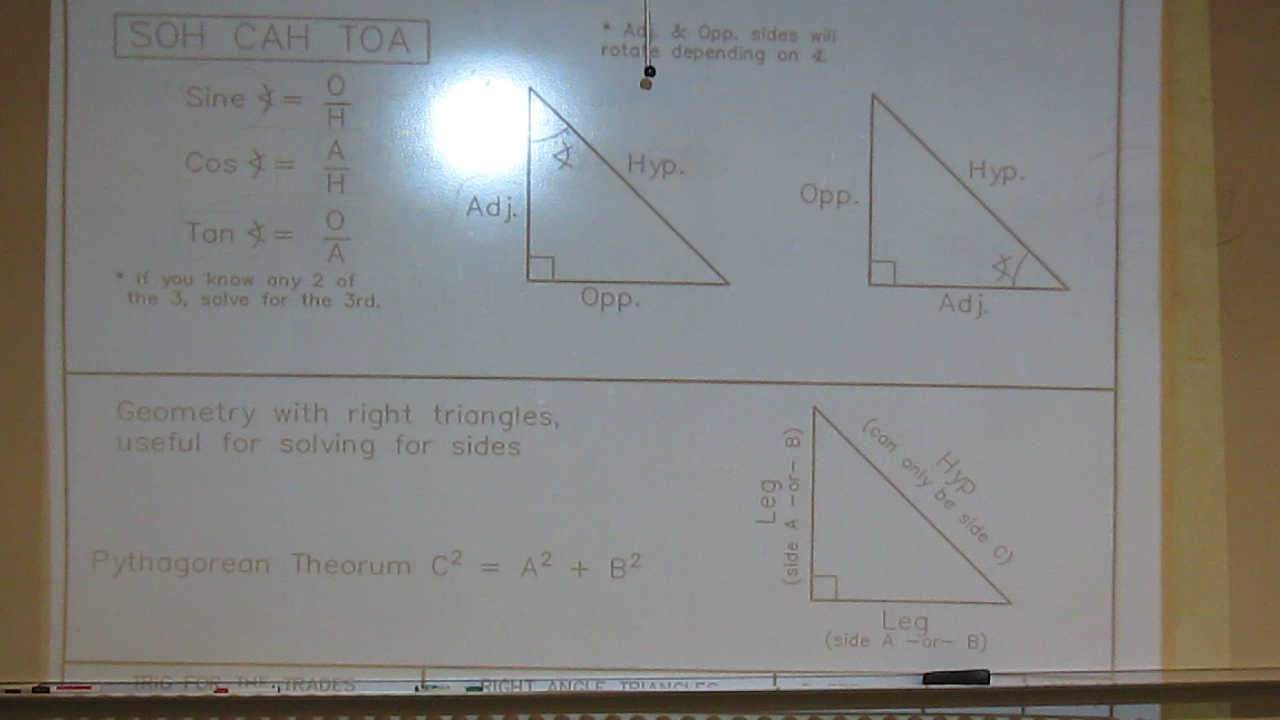 SOH CAH TOA
* Adj. & Opp. sides will
rotate depending on ∡
Sine ∡ = O/H
Cos ∡ = A/H
Tan ∡ = O/A
* If you know any 2 of
the 3, solve for the 3rd.
∡
Hyp.
Adj.
Opp.
Opp.
Hyp.
∡
Adj.
Geometry with right triangles,
useful for solving for sides
Pythagorean Theorum C² = A² + B²
Leg
(side A -or- B)
Hyp
(can only be side C)
Leg
(side A -or- B)
TRIG FOR THE TRADES
RIGHT ANGLE TRIANGLES